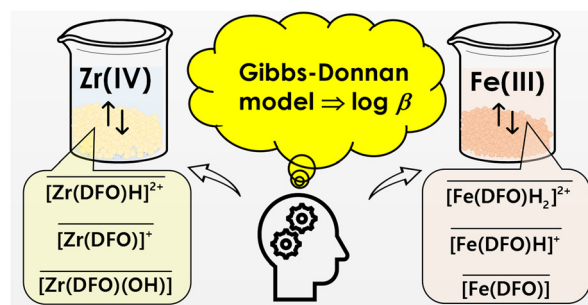 Zr(IV)
Gibbs-Donnan
model ⇒ log β
Fe(III)
[Zr(DFO)H]²⁺
[Zr(DFO)]⁺
[Zr(DFO)(OH)]
[Fe(DFO)H₂]²⁺
[Fe(DFO)H]⁺
[Fe(DFO)]